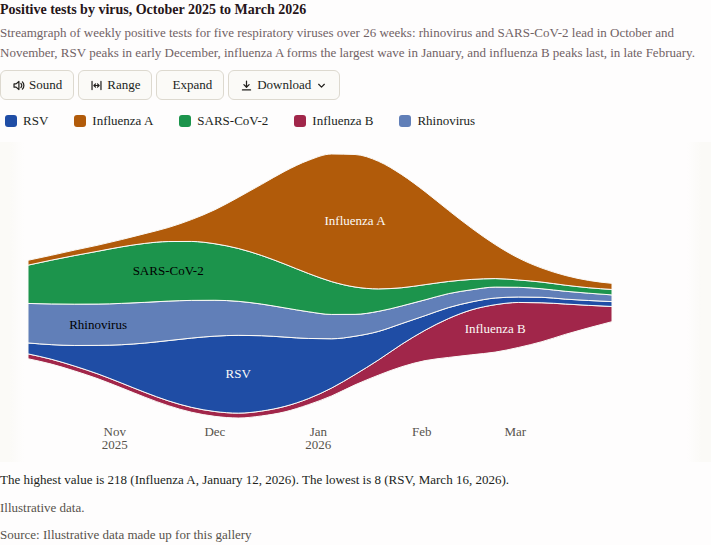 Positive tests by virus, October 2025 to March 2026
Streamgraph of weekly positive tests for five respiratory viruses over 26 weeks: rhinovirus and SARS-CoV-2 lead in October and
November, RSV peaks in early December, influenza A forms the largest wave in January, and influenza B peaks last, in late February.
Sound Range Expand Download
RSV Influenza A SARS-CoV-2 Influenza B Rhinovirus
Influenza A
SARS-CoV-2
Rhinovirus
Influenza B
RSV
Nov Dec Jan Feb Mar
2025 2026
The highest value is 218 (Influenza A, January 12, 2026). The lowest is 8 (RSV, March 16, 2026).
Illustrative data.
Source: Illustrative data made up for this gallery